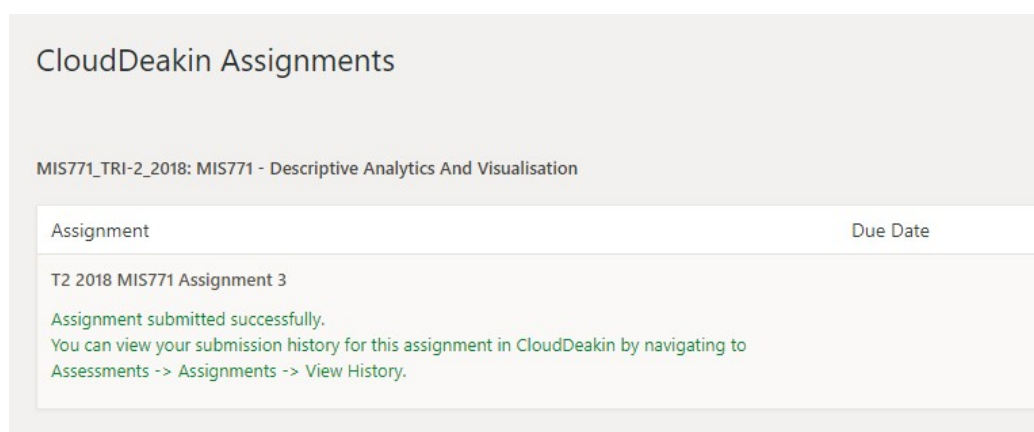 CloudDeakin Assignments
MIS771_TRI-2_2018: MIS771 - Descriptive Analytics And Visualisation
Assignment Due Date
T2 2018 MIS771 Assignment 3
Assignment submitted successfully.
You can view your submission history for this assignment in CloudDeakin by navigating to
Assessments -> Assignments -> View History.